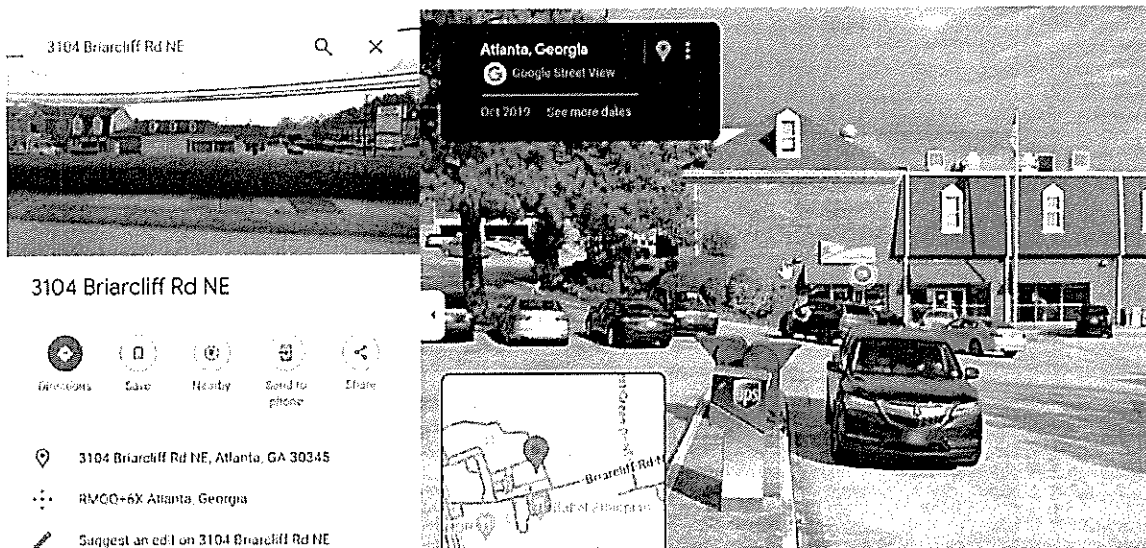 3104 Briarcliff Rd NE
3104 Briarcliff Rd NE
Directions
Save
Nearby
Send to
phone
Share
3104 Briarcliff Rd NE, Atlanta, GA 30345
Atlanta, Georgia
Suggest an edit on 3104 Briarcliff Rd NE
Atlanta, Georgia
Google Street View
Oct 2019 See more dates
ups
Briarcliff Rd N